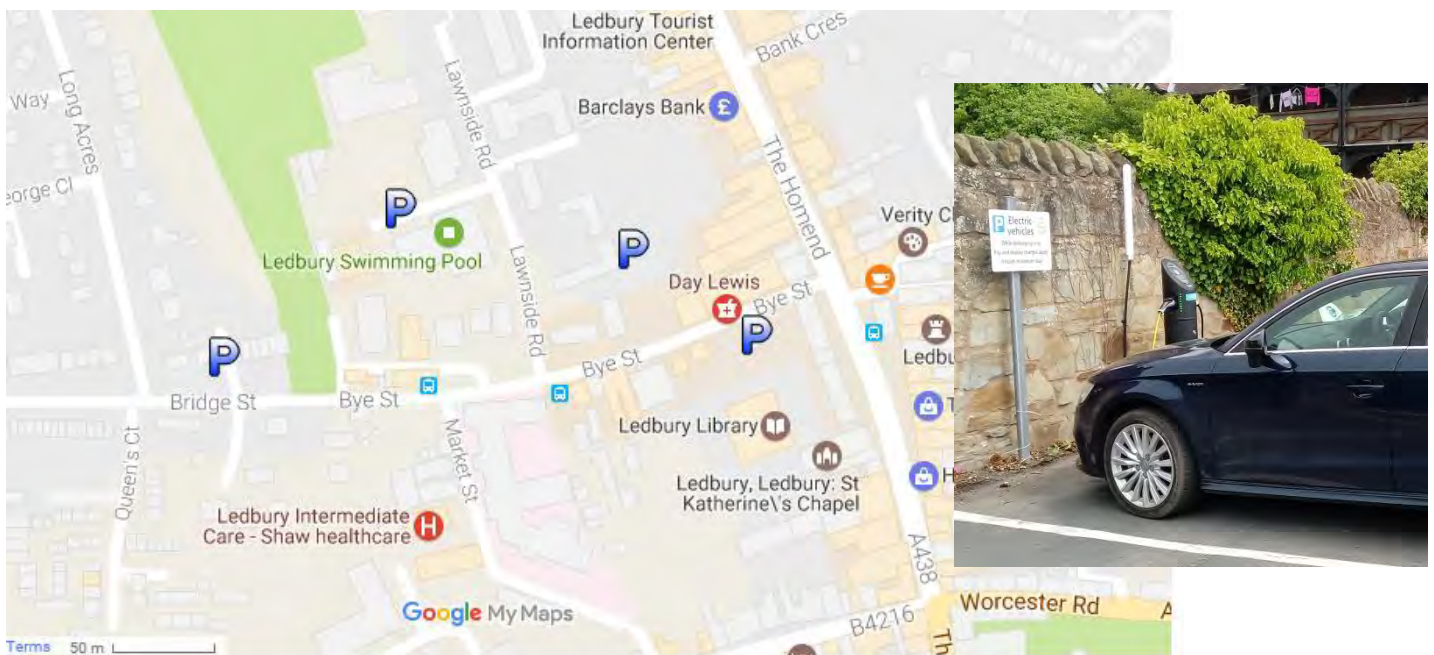 Ledbury Tourist
Information Center
Bank Cres
Long Acres
Way
Lawnside Rd
Barclays Bank
£
The Homend
eorge Cl
P
Verity C
Ledbury Swimming Pool
P
Lawnside Rd
Day Lewis
Bye St
P
P
Ledbu
Bye St
Bridge St
Bye St
T
Ledbury Library
Market St
Queen's Ct
Ledbury, Ledbury: St
Katherine\'s Chapel
H
Ledbury Intermediate
Care - Shaw healthcare
H
A438
Google My Maps
B4216
Worcester Rd
A
Th
Terms
50 m
P Electric
vehicles